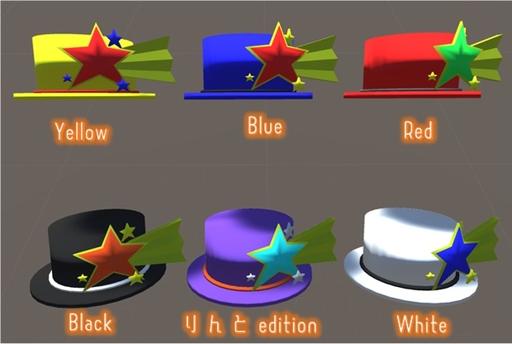 Yellow
Blue
Red
Black
りんと edition
White